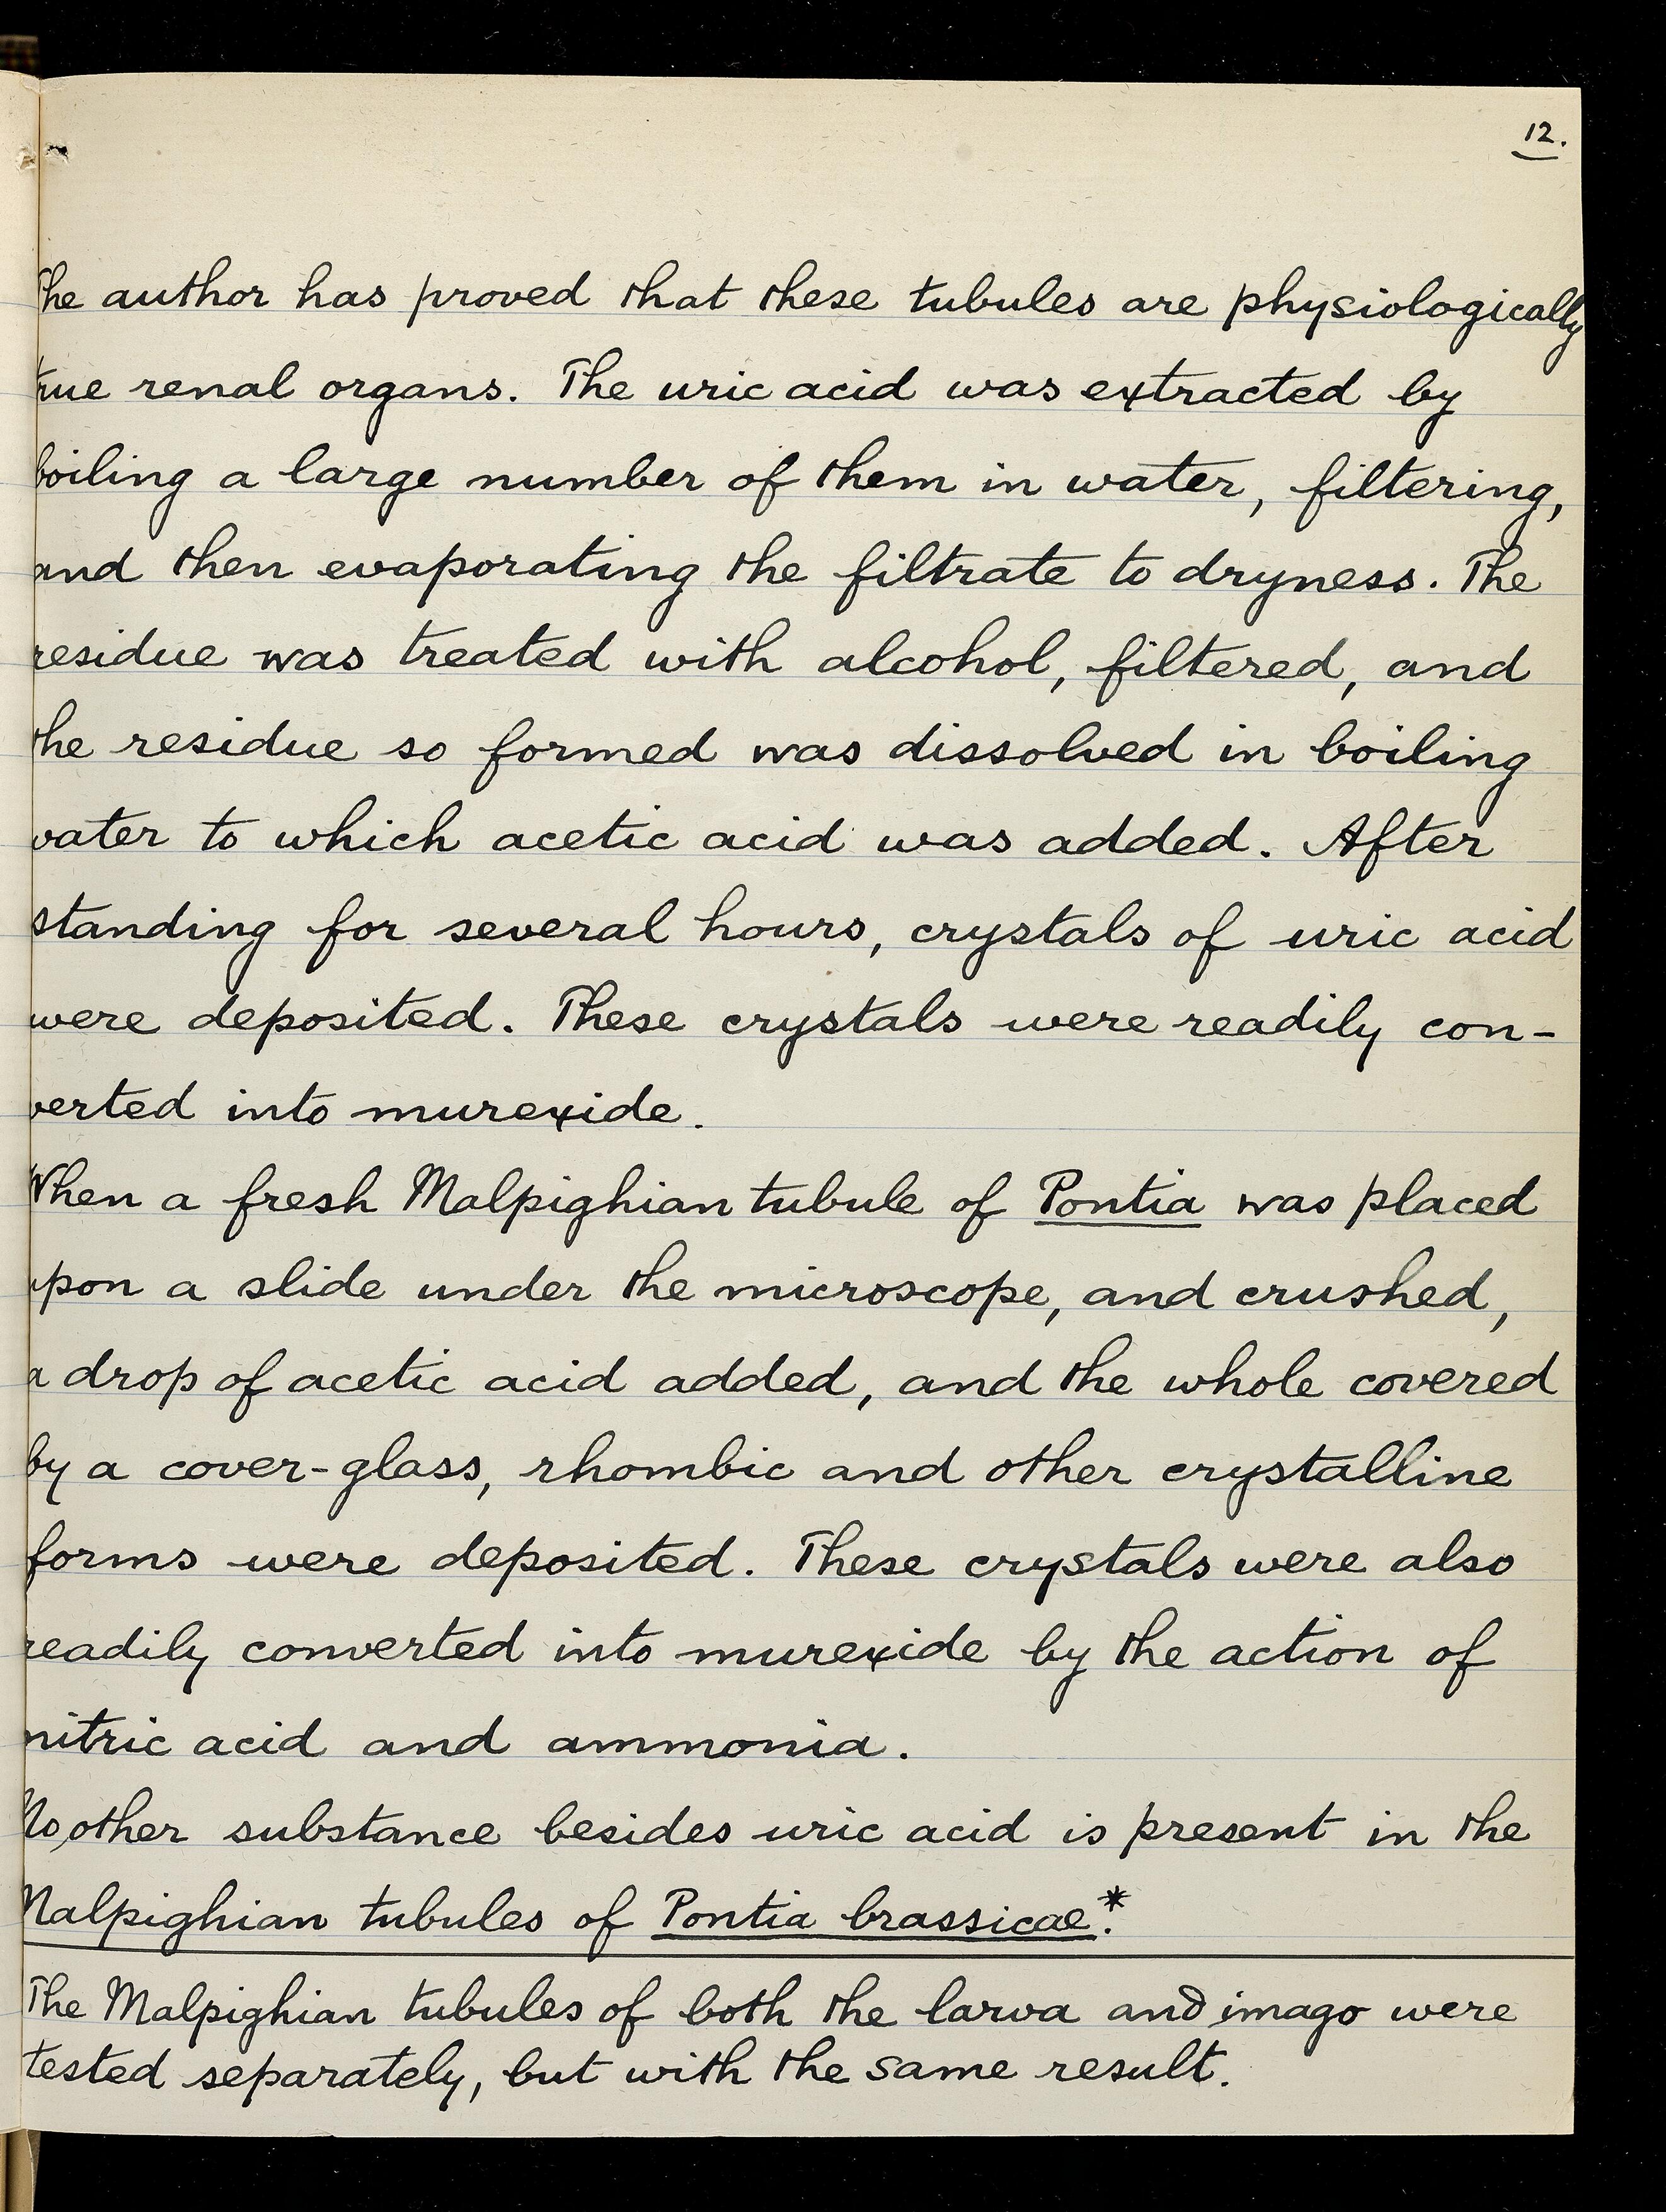 12.
The author has proved that these tubules are physiologically
true renal organs. The uric acid was extracted by
boiling a large number of them in water, filtering,
and then evaporating the filtrate to dryness. The
residue was treated with alcohol, filtered, and
the residue so formed was dissolved in boiling
water to which acetic acid was added. After
standing for several hours, crystals of uric acid
were deposited. These crystals were readily con-
verted into murexide.
When a fresh Malpighian tubule of Pontia was placed
upon a slide under the microscope, and crushed,
a drop of acetic acid added, and the whole covered
by a cover-glass, rhombic and other crystalline
forms were deposited. These crystals were also
readily converted into murexide by the action of
nitric acid and ammonia.
No other substance besides uric acid is present in the
Malpighian tubules of Pontia brassicae.*
The Malpighian tubules of both the larva and imago were
tested separately, but with the same result.